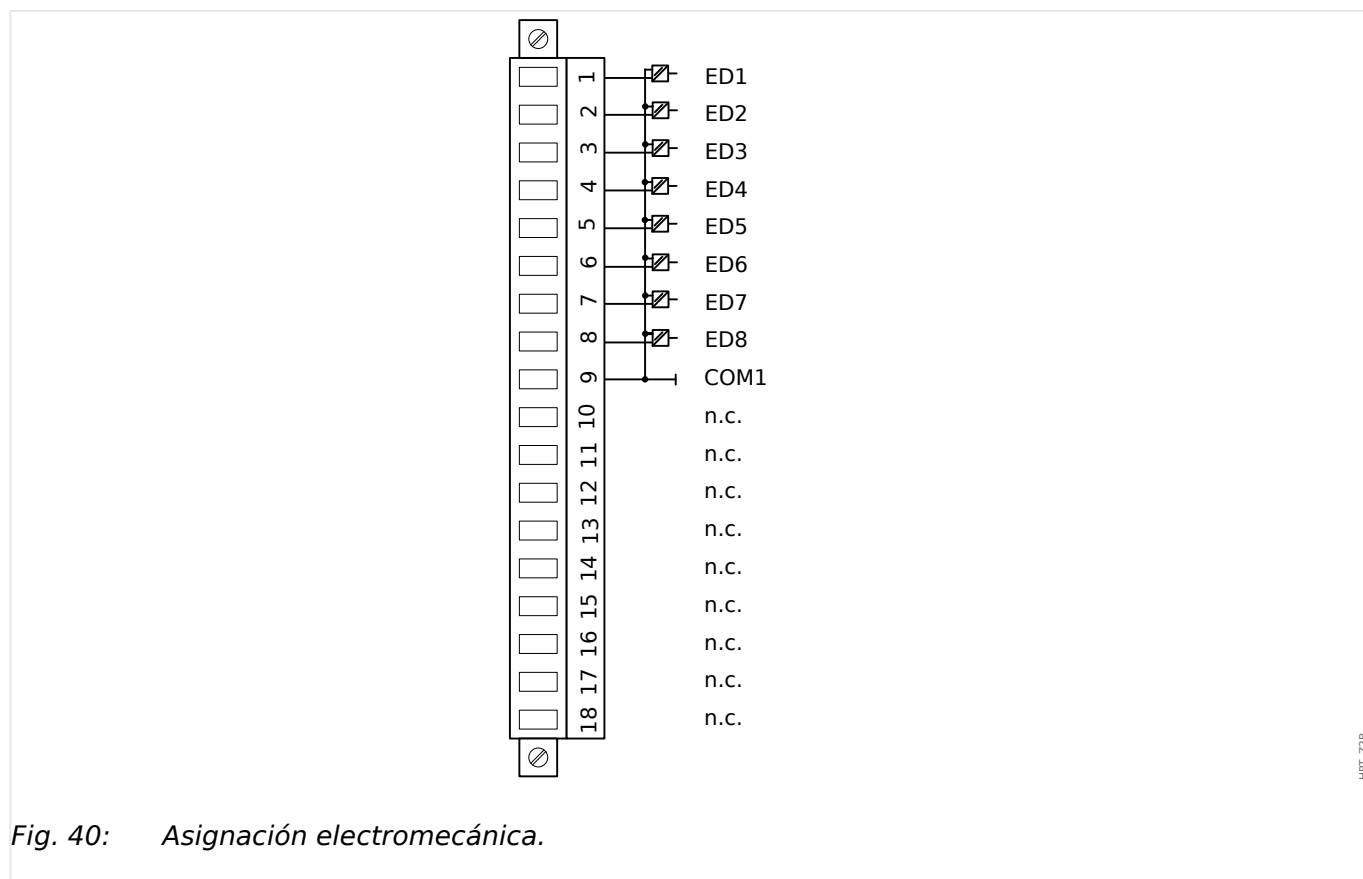 1 ED1
2 ED2
3 ED3
4 ED4
5 ED5
6 ED6
7 ED7
8 ED8
9 COM1
10 n.c.
11 n.c.
12 n.c.
13 n.c.
14 n.c.
15 n.c.
16 n.c.
17 n.c.
18 n.c.
Fig. 40: Asignación electromecánica.